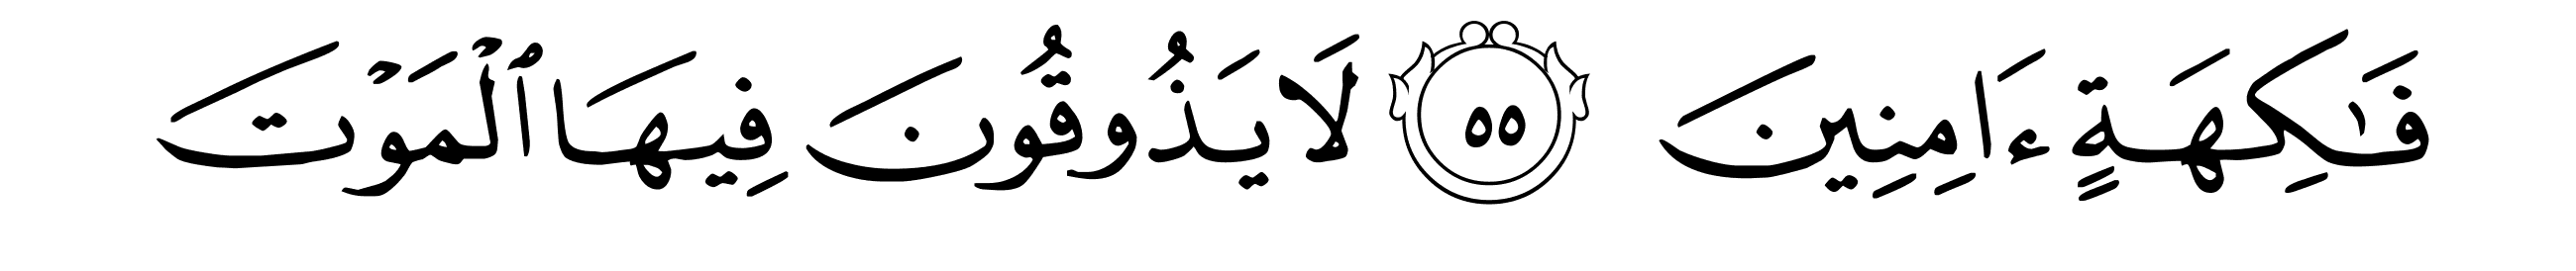 فَٰكِهَةٍ ءَامِنِينَ ٥٥ لَا يَذُوقُونَ فِيهَا ٱلْمَوْتَ